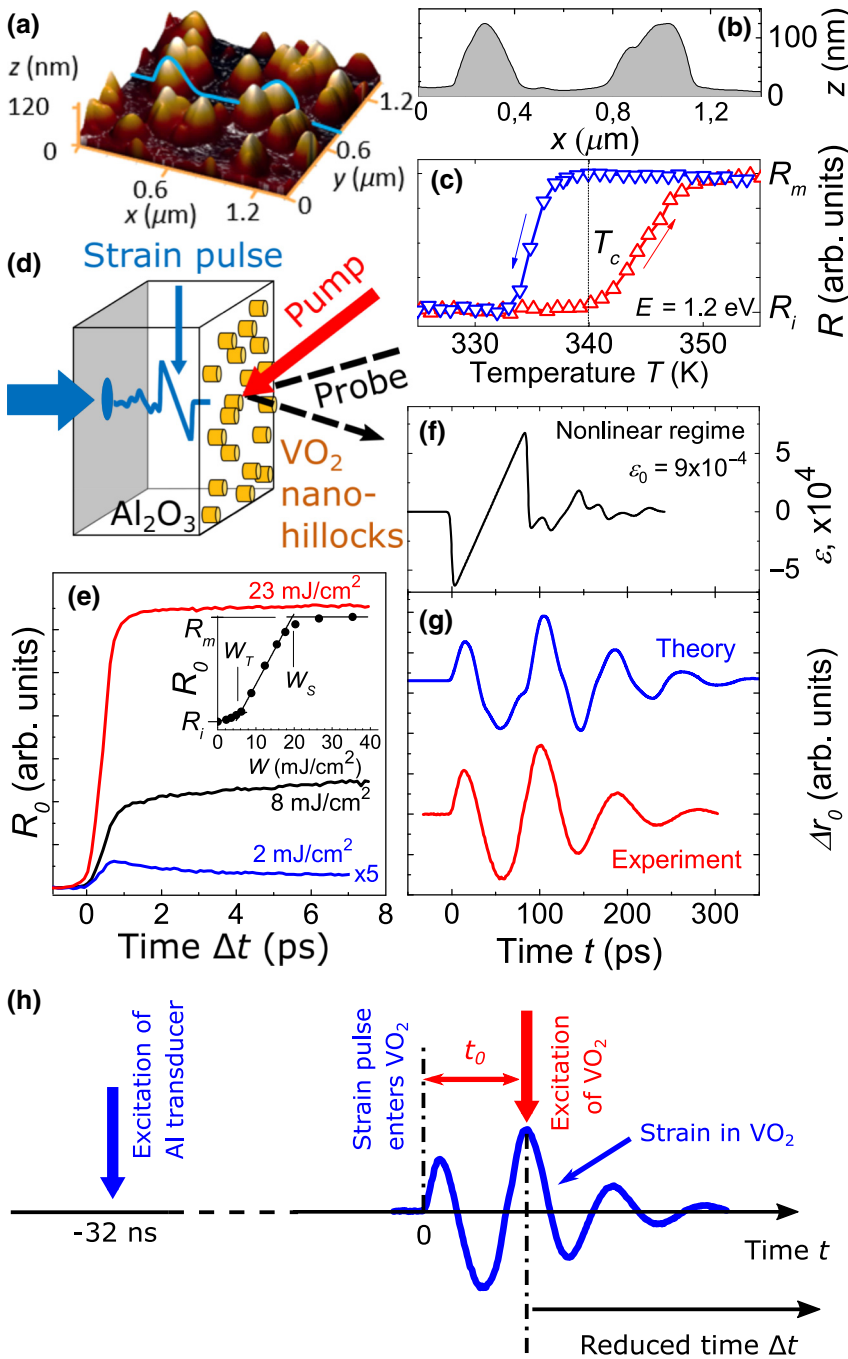 (a)
z (nm)
120
0
0.6
x (μm)
1.2
0
0.6
y (μm)
1.2
(b)
100
0
z (nm)
0
0,4
0,8
1,2
x (μm)
(c)
T_c
E = 1.2 eV
R_m
R_i
R (arb. units)
330
340
350
Temperature T (K)
(d)
Strain pulse
Pump
Probe
Al₂O₃
VO₂
nano-
hillocks
(e)
23 mJ/cm²
8 mJ/cm²
2 mJ/cm²
x5
R_m
R_i
R_0
W_T
W_S
0 10 20 30 40
W (mJ/cm²)
R_0 (arb. units)
0 2 4 6 8
Time Δt (ps)
(f)
Nonlinear regime
ε_0 = 9x10⁻⁴
5
0
−5
ε, x10⁴
(g)
Theory
Experiment
Δr_0 (arb. units)
0 100 200 300
Time t (ps)
(h)
Excitation of
Al transducer
-32 ns
Strain pulse
enters VO₂
t_0
Excitation
of VO₂
Strain in VO₂
0
Time t
Reduced time Δt